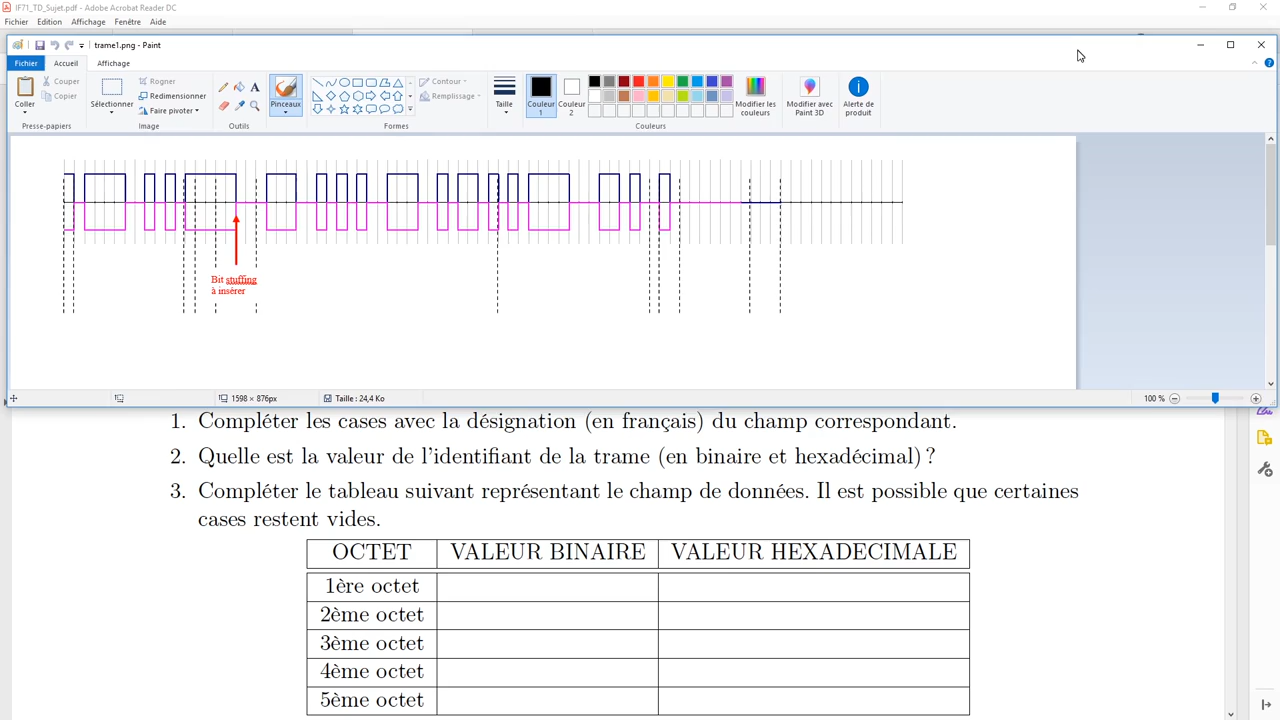 IF71_TD_Sujet.pdf - Adobe Acrobat Reader DC
Fichier Edition Affichage Fenêtre Aide
trame1.png - Paint
Fichier Accueil Affichage
Coller
Couper
Copier
Presse-papiers
Sélectionner
Rogner
Redimensionner
Faire pivoter
Image
A
Outils
Pinceaux
Contour
Remplissage
Formes
Taille
Couleur 1
Couleur 2
Modifier les couleurs
Couleurs
Modifier avec Paint 3D
Alerte de produit
Bit stuffing
à insérer
1598 × 876px
Taille : 24,4 Ko
100 %
1. Compléter les cases avec la désignation (en français) du champ correspondant.
2. Quelle est la valeur de l'identifiant de la trame (en binaire et hexadécimal) ?
3. Compléter le tableau suivant représentant le champ de données. Il est possible que certaines
cases restent vides.
OCTET VALEUR BINAIRE VALEUR HEXADECIMALE
1ère octet
2ème octet
3ème octet
4ème octet
5ème octet